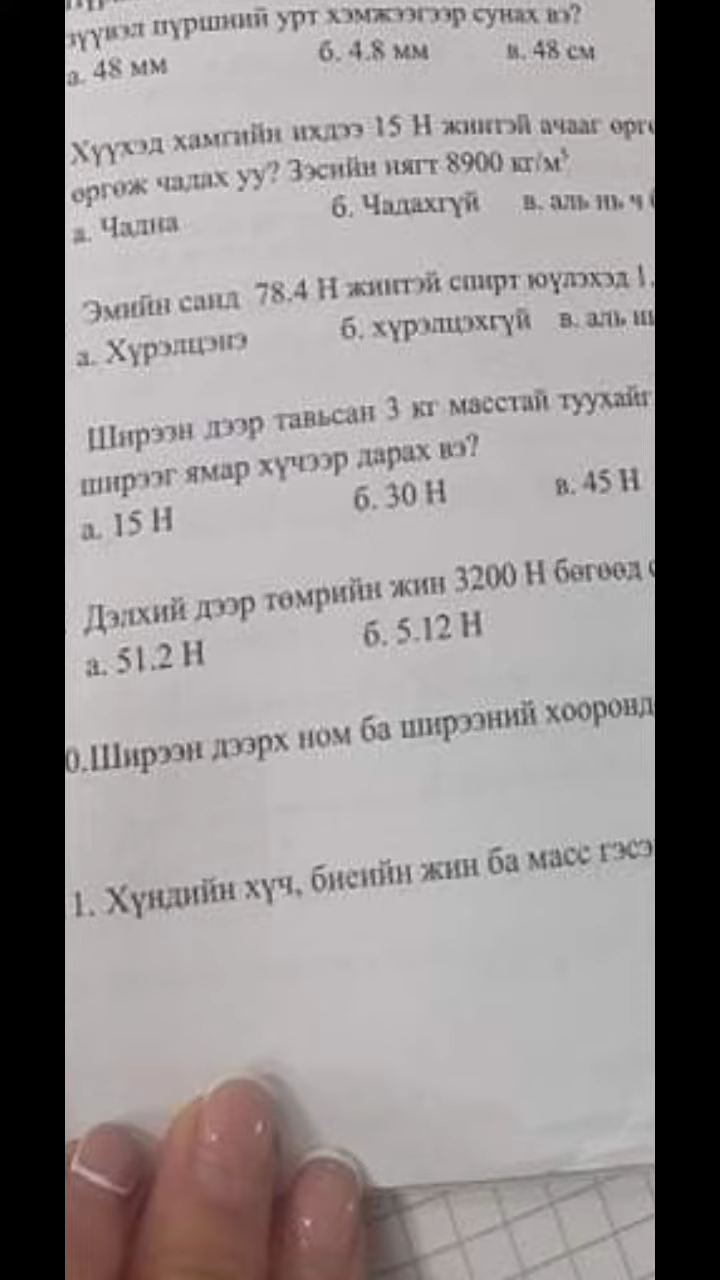 зүүвэл пүршний урт хэмжээгээр сунах вэ?
а. 48 мм б. 4.8 мм в. 48 см
Хүүхэд хамгийн ихдээ 15 Н жинтэй ачааг
өргөж чадах уу? Зэсийн нягт 8900 кг/м³
а. Чадна б. Чадахгүй в. аль нь ч
Эмийн санд 78.4 Н жинтэй спирт юүлэхэд 1.
а. Хүрэлцэнэ б. хүрэлцэхгүй в. аль
Ширээн дээр тавьсан 3 кг масстай туухайг
ширээг ямар хүчээр дарах вэ?
а. 15 Н б. 30 Н в. 45 Н
Дэлхий дээр төмрийн жин 3200 Н бөгөөд
а. 51.2 Н б. 5.12 Н
0.Ширээн дээрх ном ба ширээний хооронд
1. Хүндийн хүч, биеийн жин ба масс гэсэ